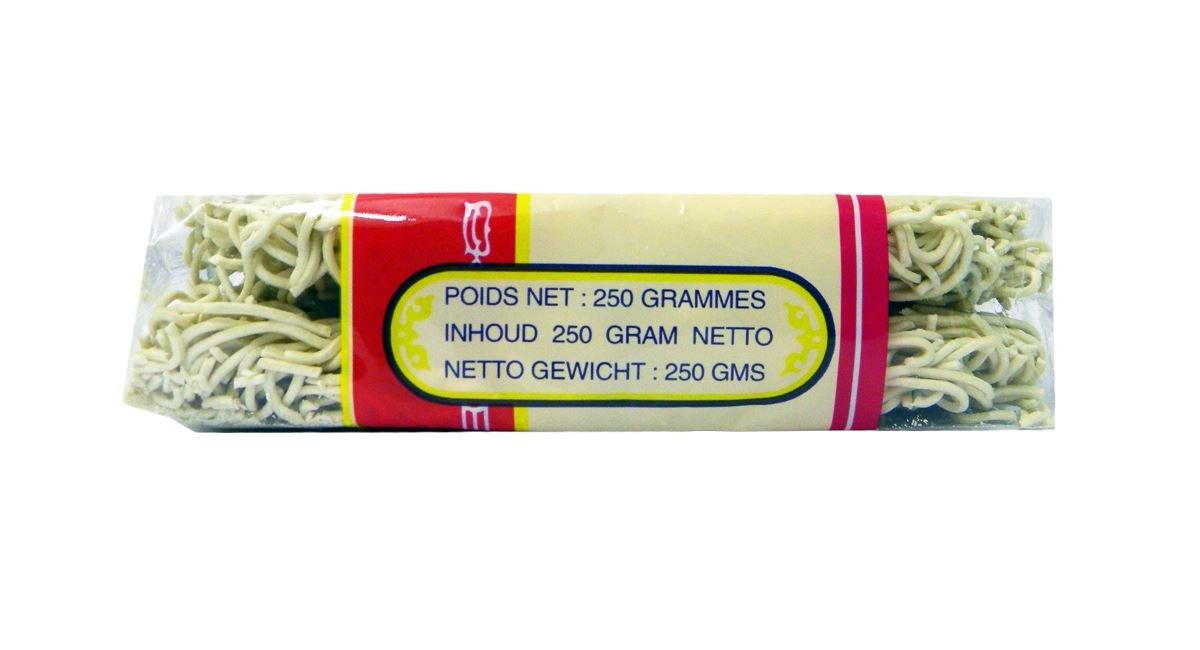 POIDS NET : 250 GRAMMES
INHOUD 250 GRAM NETTO
NETTO GEWICHT : 250 GMS